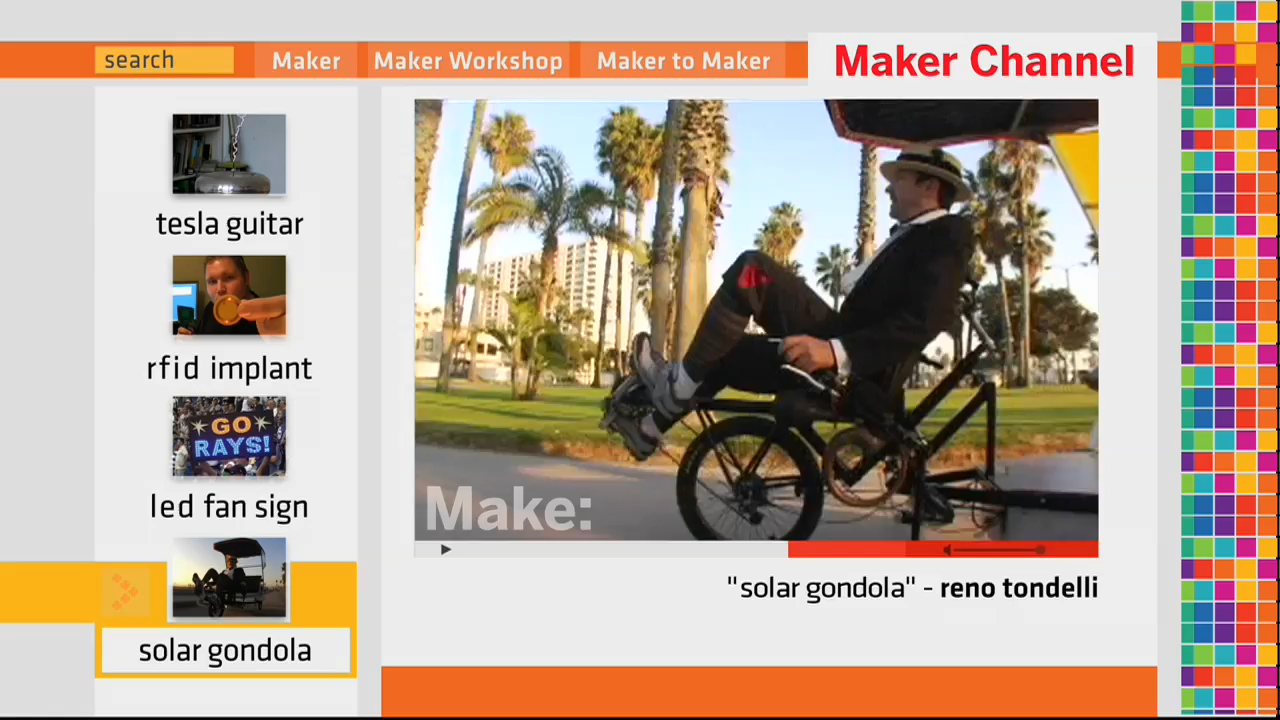 search
Maker
Maker Workshop
Maker to Maker
Maker Channel
tesla guitar
rfid implant
GO
RAYS!
led fan sign
solar gondola
Make:
"solar gondola" - reno tondelli